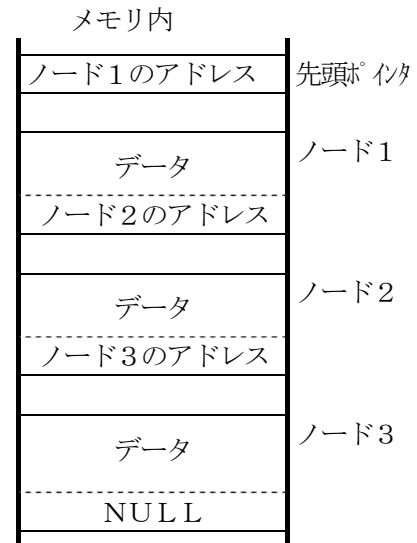 メモリ内
ノード１のアドレス
先頭ポインタ
データ
ノード１
ノード２のアドレス
データ
ノード２
ノード３のアドレス
データ
ノード３
ＮＵＬＬ